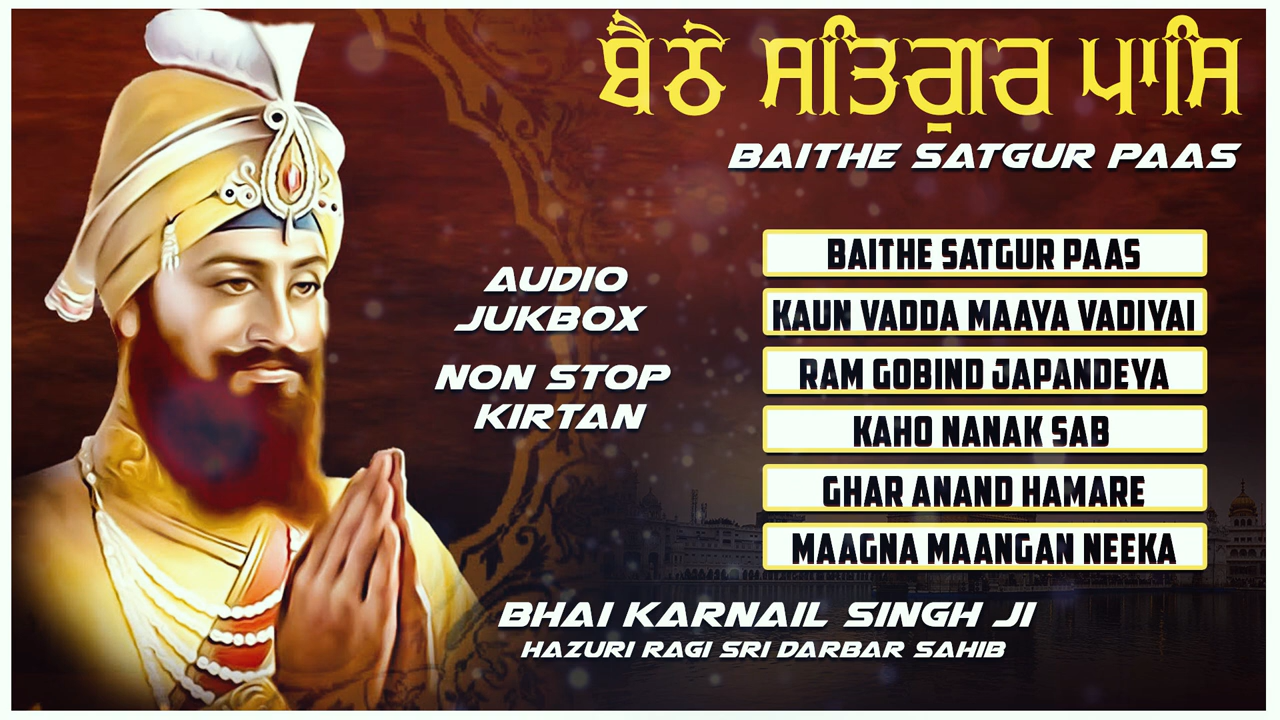 ਬੈਠੇ ਸਤਿਗੁਰ ਪਾਸਿ
BAITHE SATGUR PAAS
AUDIO
JUKBOX
NON STOP
KIRTAN
BAITHE SATGUR PAAS
KAUN VADDA MAAYA VADIYAI
RAM GOBIND JAPANDEYA
KAHO NANAK SAB
GHAR ANAND HAMARE
MAAGNA MAANGAN NEEKA
BHAI KARNAIL SINGH JI
HAZURI RAGI SRI DARBAR SAHIB